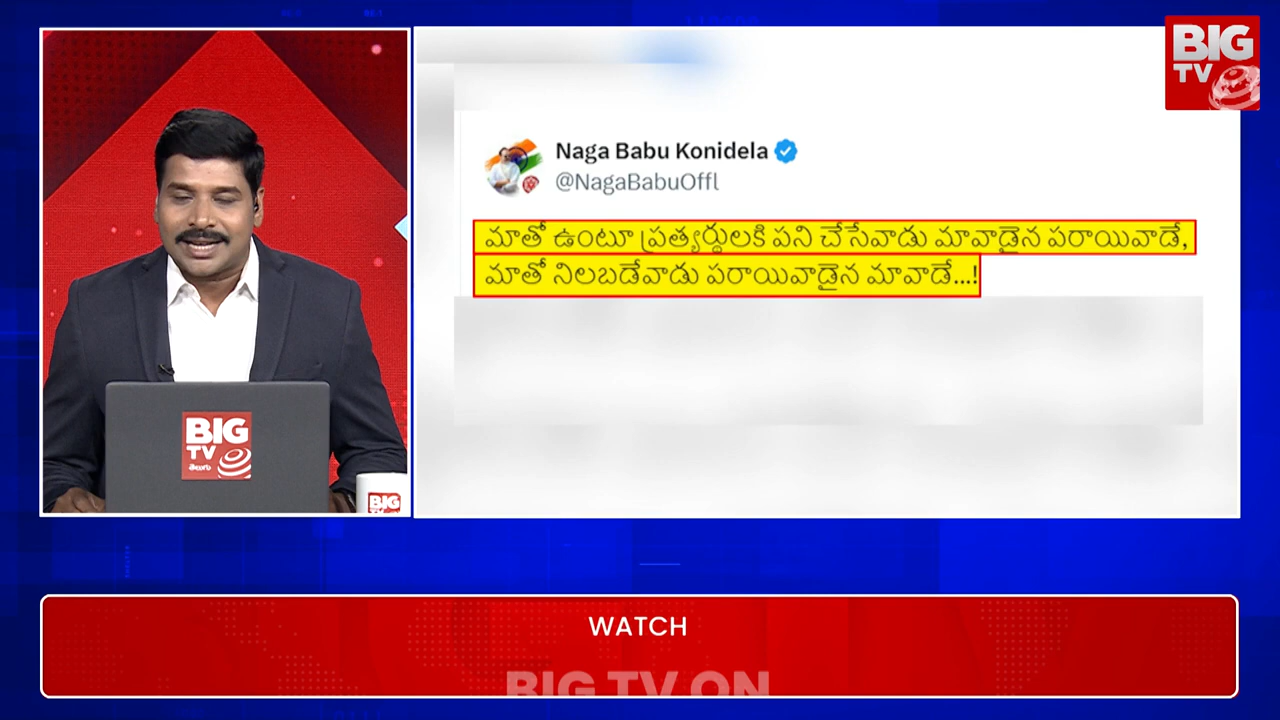 BIG
TV
Naga Babu Konidela
@NagaBabuOffl
మాతో ఉంటూ ప్రత్యర్థులకి పని చేసేవాడు మావాడైన పరాయివాడే,
మాతో నిలబడేవాడు పరాయివాడైన మావాడే...!
BIG
TV
తెలుగు
BIG
WATCH
BIG TV ON